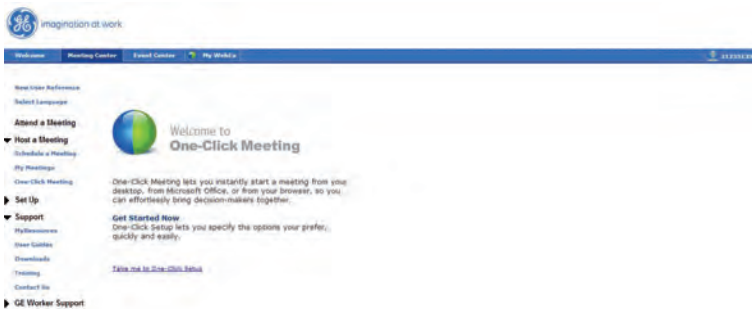 imagination at work
Welcome Meeting Center Event Center My WebEx
New User Reference
Select Language
Attend a Meeting
Host a Meeting
Schedule a Meeting
My Meetings
One-Click Meeting
Set Up
Support
MyResources
User Guides
Downloads
Training
Contact Us
GE Worker Support
Welcome to
One-Click Meeting
One-Click Meeting lets you instantly start a meeting from your
desktop, from Microsoft Office, or from your browser, so you
can effortlessly bring decision-makers together.
Get Started Now
One-Click Setup lets you specify the options your prefer,
quickly and easily.
Take me to One-Click Setup